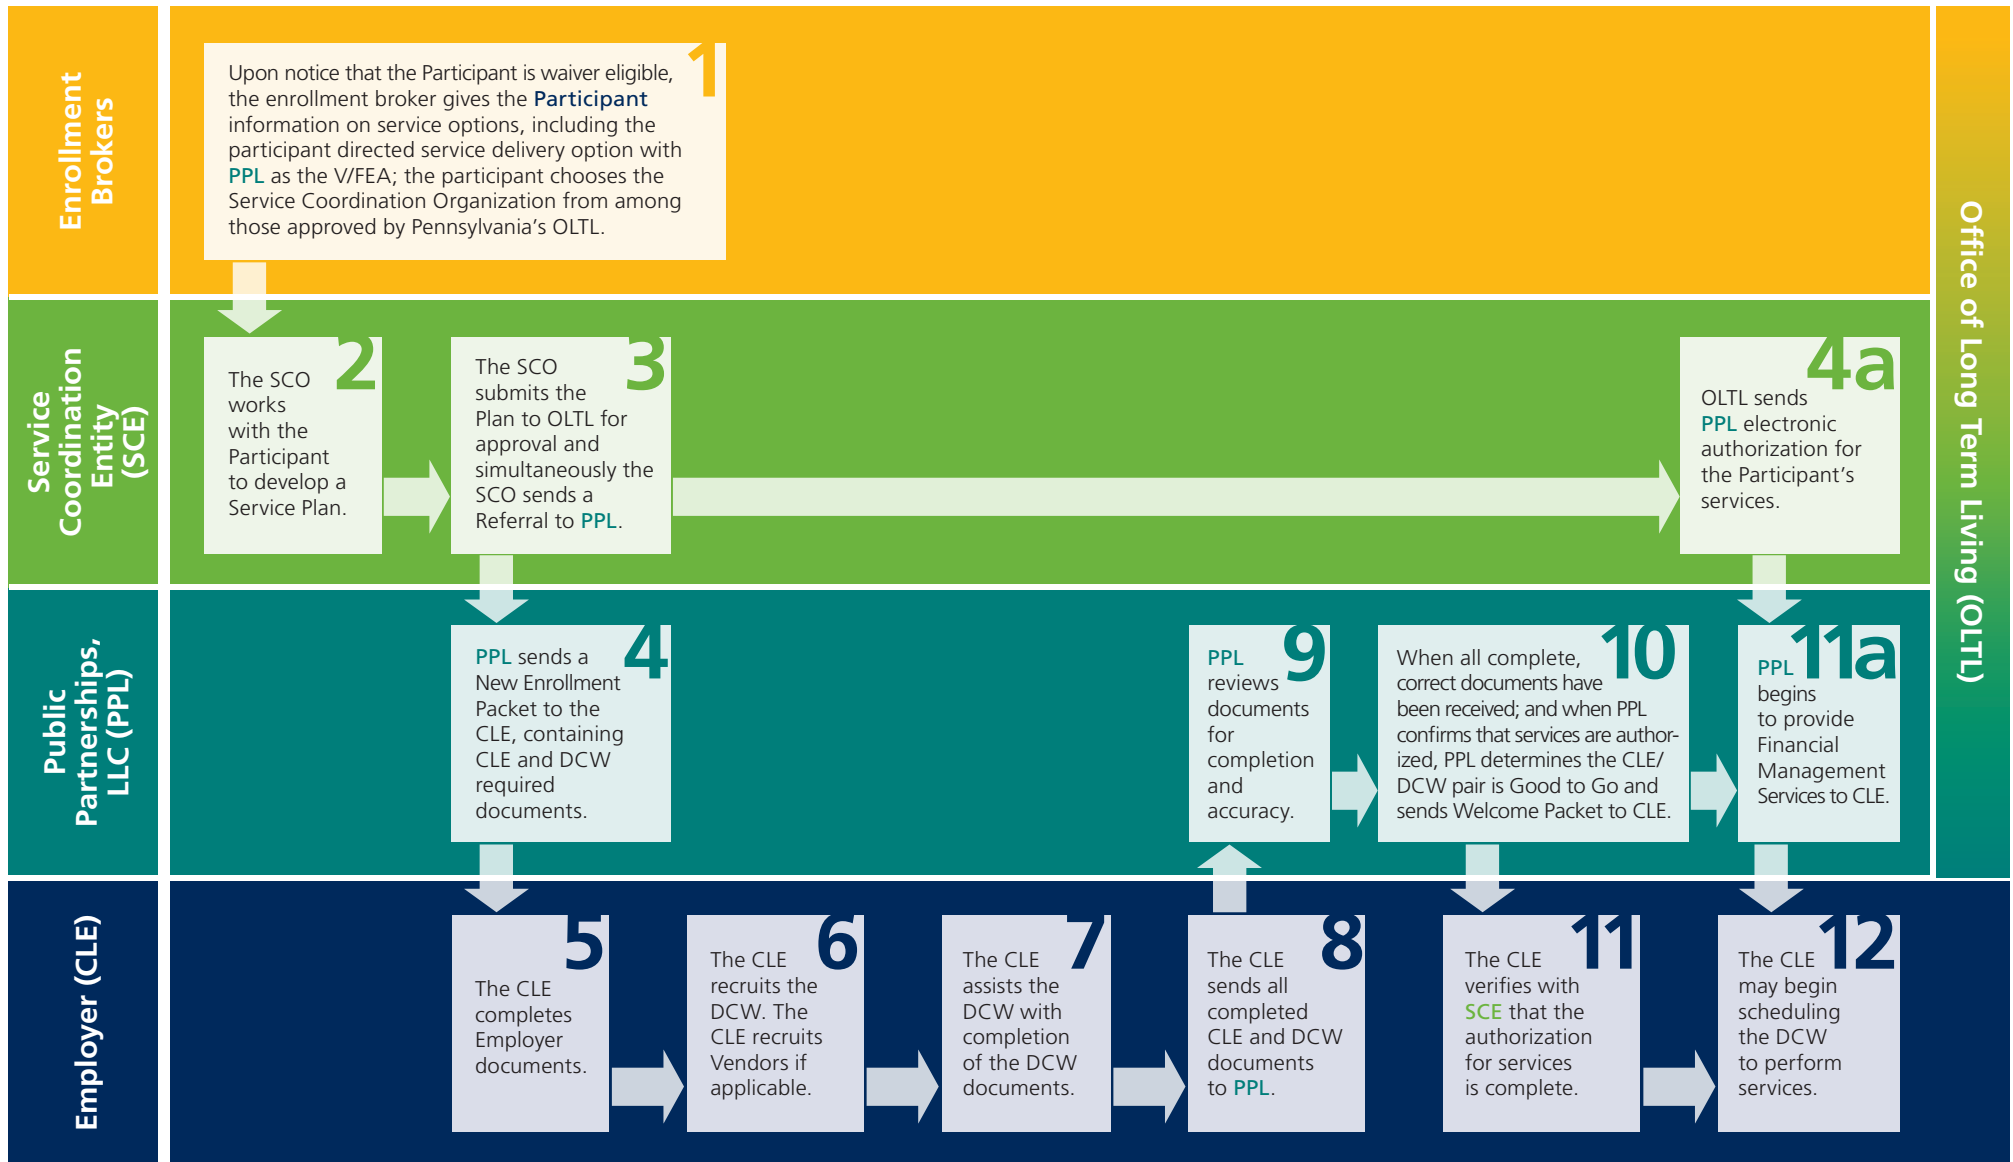 Enrollment
Brokers
1
Upon notice that the Participant is waiver eligible,
the enrollment broker gives the Participant
information on service options, including the
participant directed service delivery option with
PPL as the V/FEA; the participant chooses the
Service Coordination Organization from among
those approved by Pennsylvania's OLTL.
Office of Long Term Living (OLTL)
Service
Coordination
Entity
(SCE)
2
The SCO
works
with the
Participant
to develop a
Service Plan.
3
The SCO
submits the
Plan to OLTL for
approval and
simultaneously the
SCO sends a
Referral to PPL.
4a
OLTL sends
PPL electronic
authorization for
the Participant's
services.
Public
Partnerships,
LLC (PPL)
4
PPL sends a
New Enrollment
Packet to the
CLE, containing
CLE and DCW
required
documents.
9
PPL
reviews
documents
for
completion
and
accuracy.
10
When all complete,
correct documents have
been received; and when PPL
confirms that services are author-
ized, PPL determines the CLE/
DCW pair is Good to Go and
sends Welcome Packet to CLE.
11a
PPL
begins
to provide
Financial
Management
Services to CLE.
Employer (CLE)
5
The CLE
completes
Employer
documents.
6
The CLE
recruits the
DCW. The
CLE recruits
Vendors if
applicable.
7
The CLE
assists the
DCW with
completion
of the DCW
documents.
8
The CLE
sends all
completed
CLE and DCW
documents
to PPL.
11
The CLE
verifies with
SCE that the
authorization
for services
is complete.
12
The CLE
may begin
scheduling
the DCW
to perform
services.